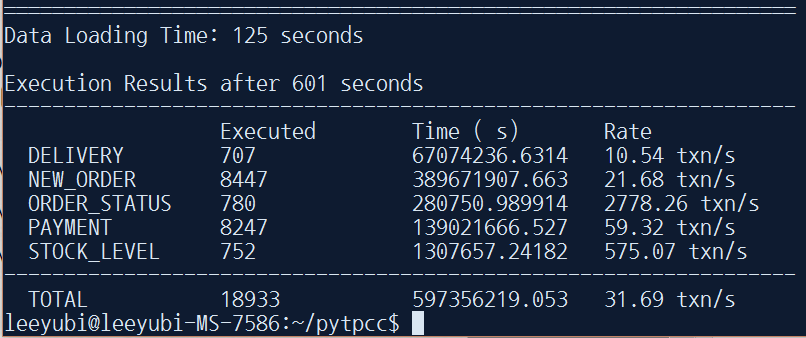 ==================================================================
Data Loading Time: 125 seconds
Execution Results after 601 seconds
------------------------------------------------------------------
Executed Time ( s) Rate
DELIVERY 707 67074236.6314 10.54 txn/s
NEW_ORDER 8447 389671907.663 21.68 txn/s
ORDER_STATUS 780 280750.989914 2778.26 txn/s
PAYMENT 8247 139021666.527 59.32 txn/s
STOCK_LEVEL 752 1307657.24182 575.07 txn/s
------------------------------------------------------------------
TOTAL 18933 597356219.053 31.69 txn/s
leeyubi@leeyubi-MS-7586:~/pytpcc$